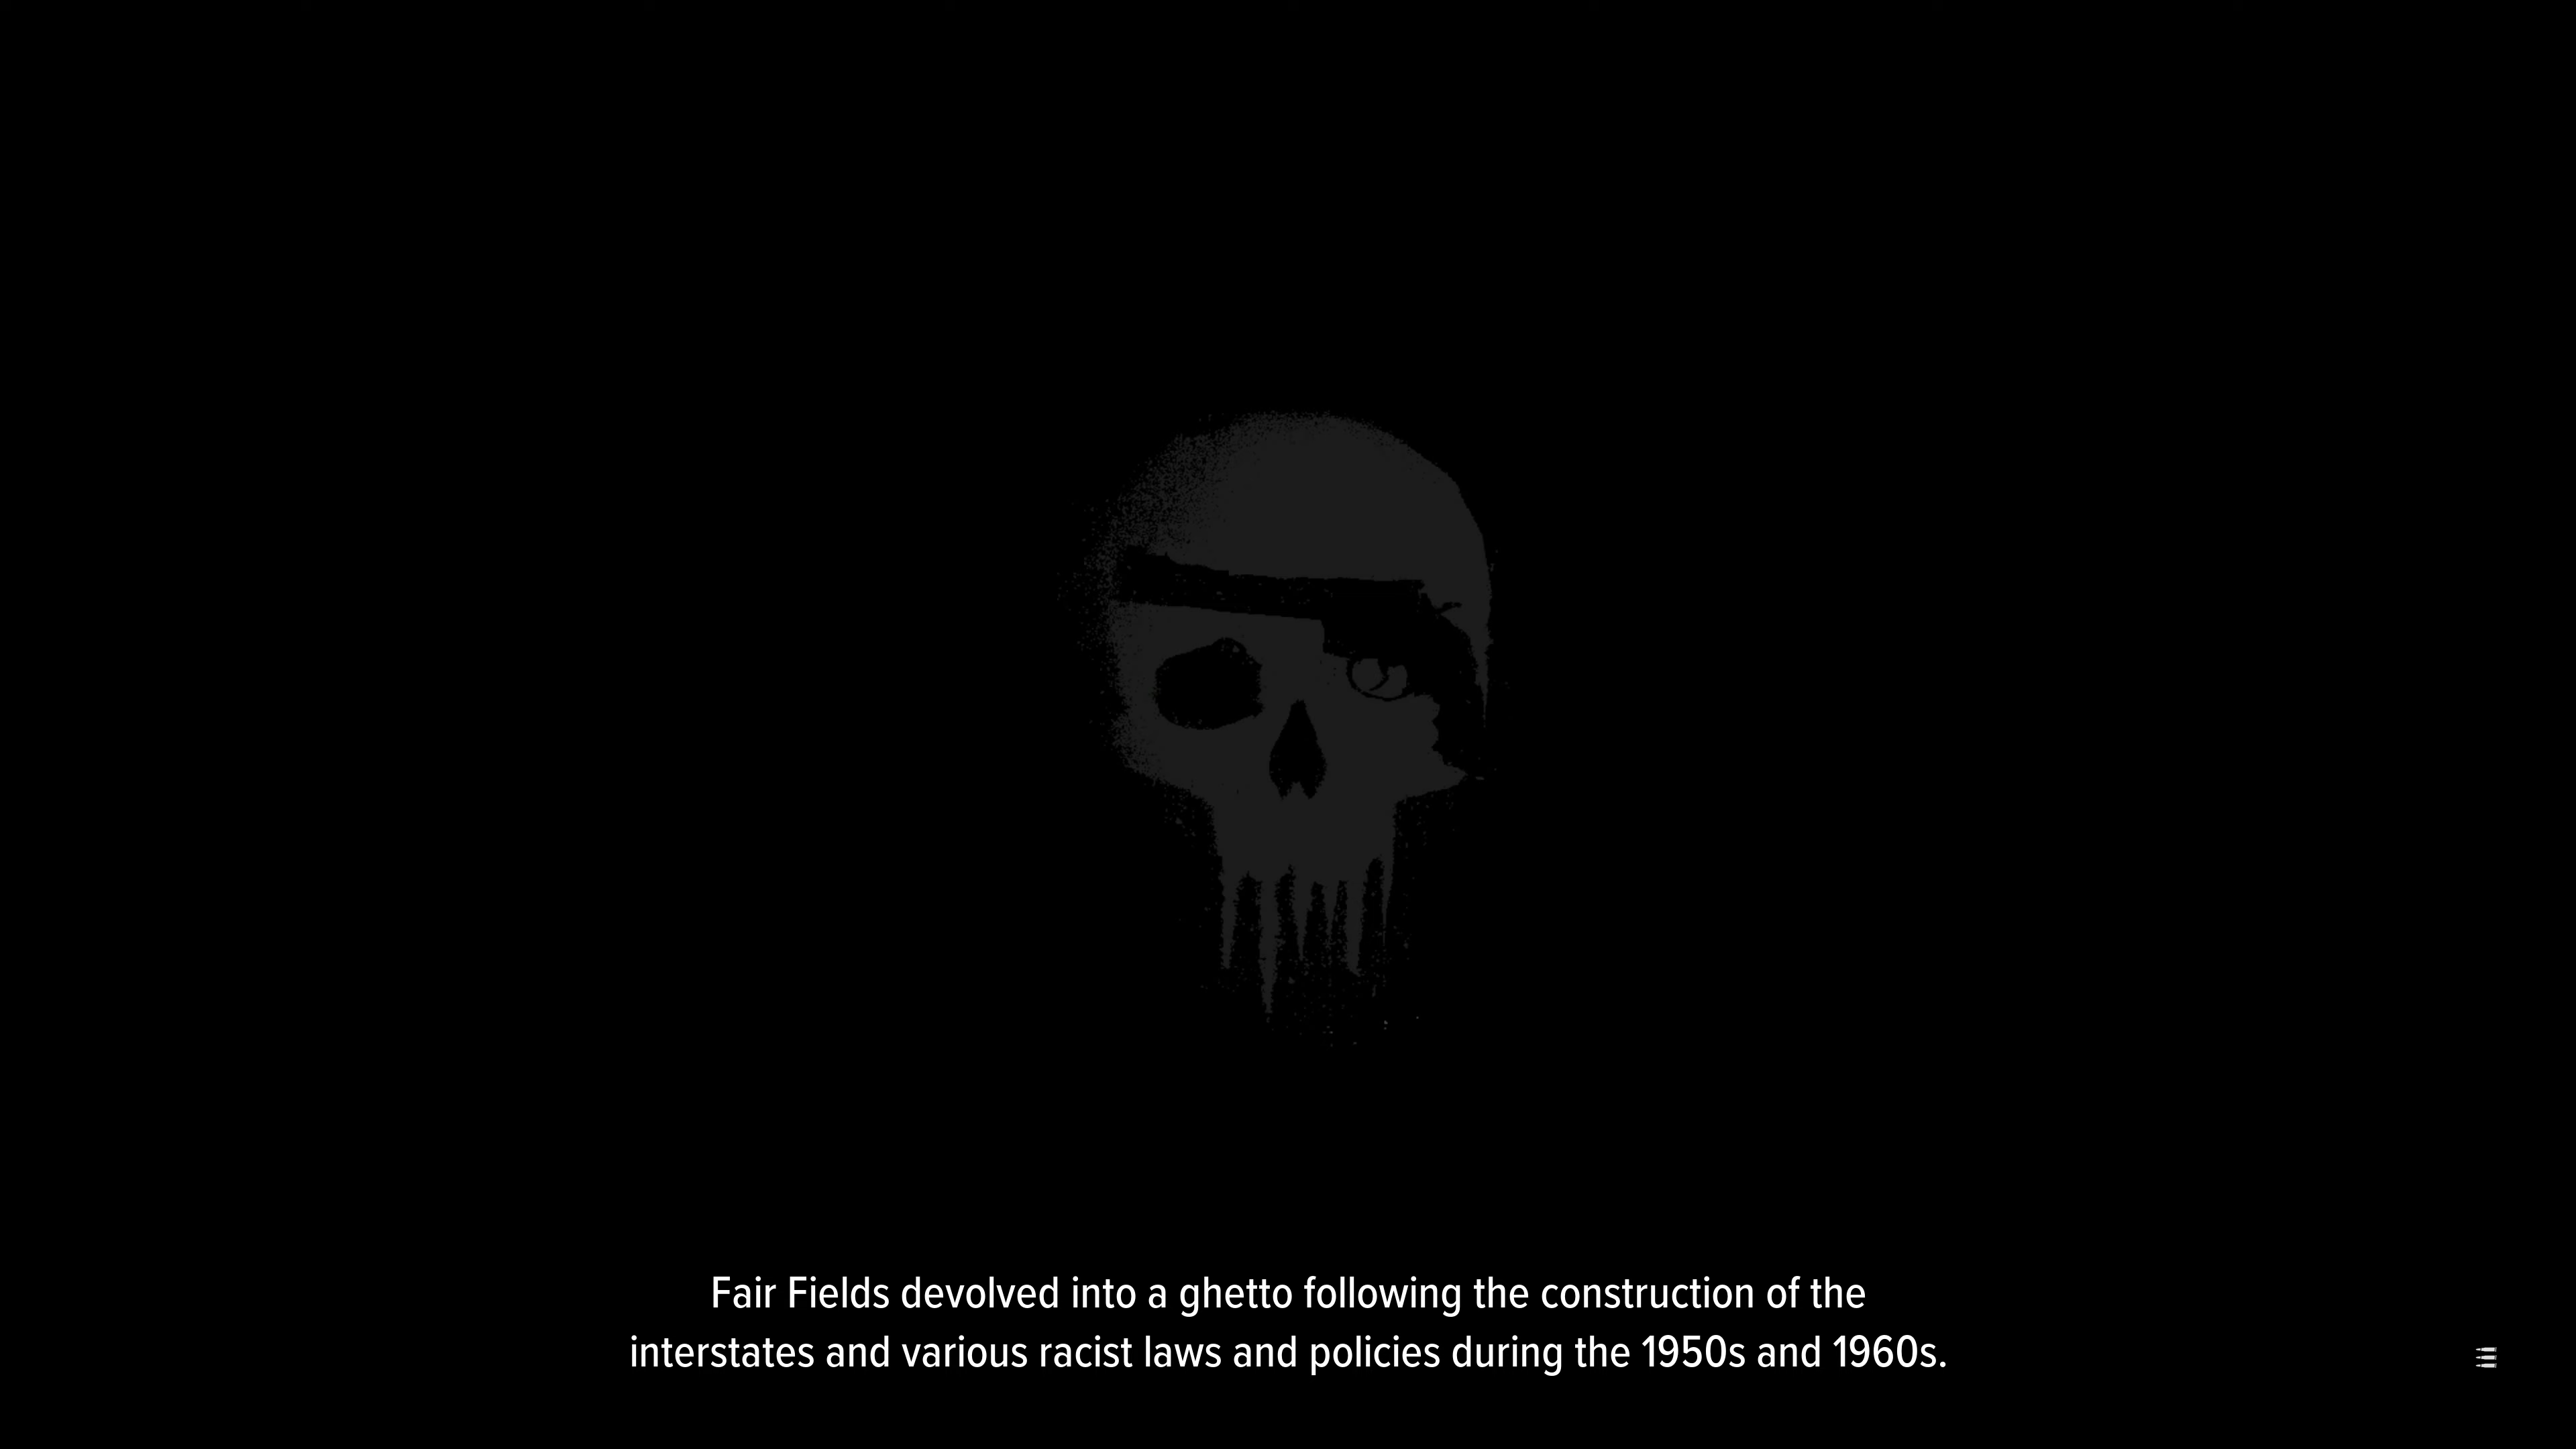 Fair Fields devolved into a ghetto following the construction of the
interstates and various racist laws and policies during the 1950s and 1960s.